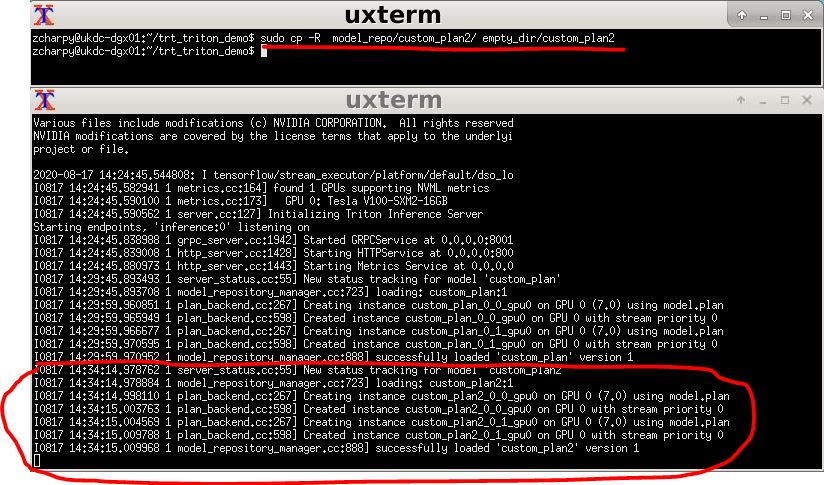 uxterm
zcharpy@ukdc-dgx01:~/trt_triton_demo$ sudo cp -R  model_repo/custom_plan2/ empty_dir/custom_plan2
zcharpy@ukdc-dgx01:~/trt_triton_demo$
uxterm
Various files include modifications (c) NVIDIA CORPORATION.  All rights reserved
NVIDIA modifications are covered by the license terms that apply to the underlyi
project or file.
2020-08-17 14:24:45.544808: I tensorflow/stream_executor/platform/default/dso_lo
I0817 14:24:45.582941 1 metrics.cc:164] found 1 GPUs supporting NVML metrics
I0817 14:24:45.590100 1 metrics.cc:173]   GPU 0: Tesla V100-SXM2-16GB
I0817 14:24:45.590562 1 server.cc:127] Initializing Triton Inference Server
Starting endpoints, 'inference:0' listening on
I0817 14:24:45.838988 1 grpc_server.cc:1942] Started GRPCService at 0.0.0.0:8001
I0817 14:24:45.839008 1 http_server.cc:1428] Starting HTTPService at 0.0.0.0:800
I0817 14:24:45.880973 1 http_server.cc:1443] Starting Metrics Service at 0.0.0.0
I0817 14:29:45.893493 1 server_status.cc:55] New status tracking for model 'custom_plan'
I0817 14:29:45.893708 1 model_repository_manager.cc:723] loading: custom_plan:1
I0817 14:29:59.960851 1 plan_backend.cc:267] Creating instance custom_plan_0_0_gpu0 on GPU 0 (7.0) using model.plan
I0817 14:29:59.965949 1 plan_backend.cc:598] Created instance custom_plan_0_0_gpu0 on GPU 0 with stream priority 0
I0817 14:29:59.966677 1 plan_backend.cc:267] Creating instance custom_plan_0_1_gpu0 on GPU 0 (7.0) using model.plan
I0817 14:29:59.970595 1 plan_backend.cc:598] Created instance custom_plan_0_1_gpu0 on GPU 0 with stream priority 0
I0817 14:29:59.970952 1 model_repository_manager.cc:888] successfully loaded 'custom_plan' version 1
I0817 14:34:14.978762 1 server_status.cc:55] New status tracking for model 'custom_plan2'
I0817 14:34:14.978884 1 model_repository_manager.cc:723] loading: custom_plan2:1
I0817 14:34:14.998110 1 plan_backend.cc:267] Creating instance custom_plan2_0_0_gpu0 on GPU 0 (7.0) using model.plan
I0817 14:34:15.003763 1 plan_backend.cc:598] Created instance custom_plan2_0_0_gpu0 on GPU 0 with stream priority 0
I0817 14:34:15.004569 1 plan_backend.cc:267] Creating instance custom_plan2_0_1_gpu0 on GPU 0 (7.0) using model.plan
I0817 14:34:15.009788 1 plan_backend.cc:598] Created instance custom_plan2_0_1_gpu0 on GPU 0 with stream priority 0
I0817 14:34:15.009968 1 model_repository_manager.cc:888] successfully loaded 'custom_plan2' version 1